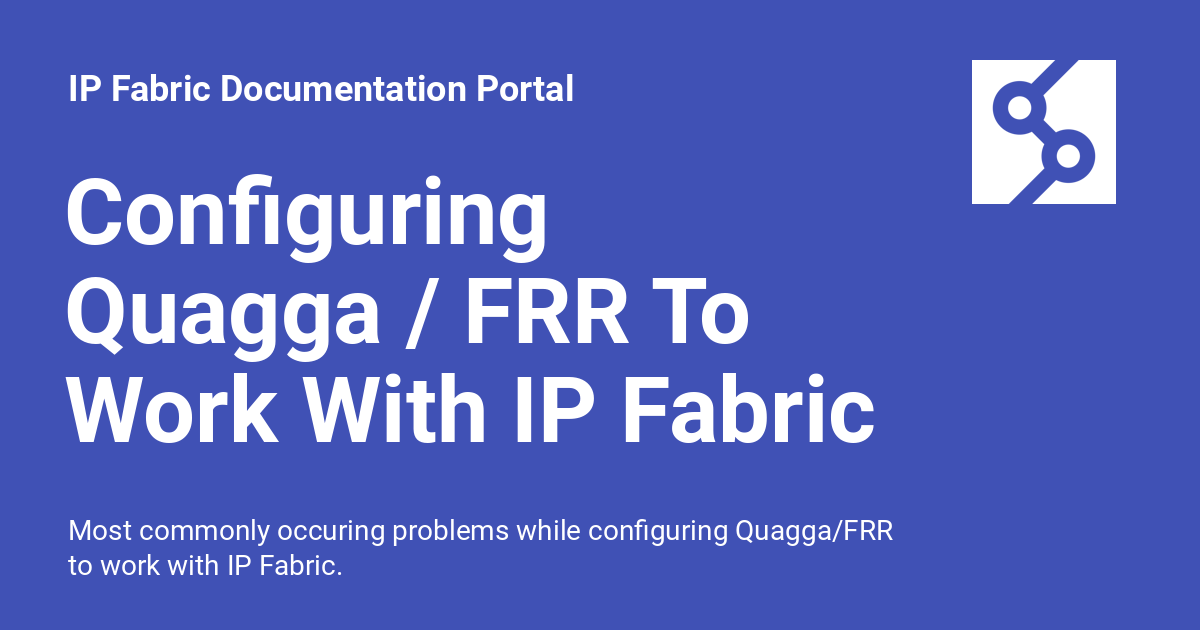 IP Fabric Documentation Portal
Configuring
Quagga / FRR To
Work With IP Fabric
Most commonly occuring problems while configuring Quagga/FRR
to work with IP Fabric.